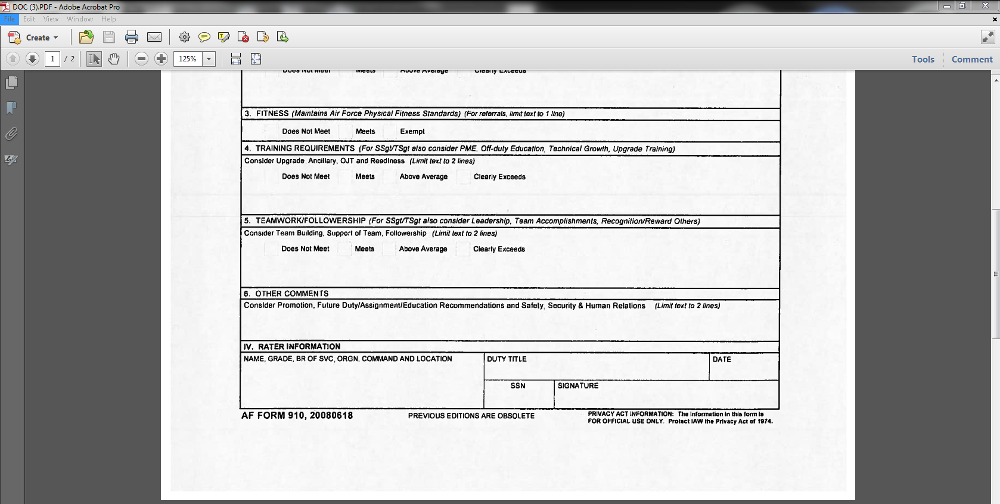 DOC (3).PDF - Adobe Acrobat Pro
File Edit View Window Help
Create
1 / 2 125% Tools Comment
Does Not Meet Meets Above Average Clearly Exceeds
3. FITNESS (Maintains Air Force Physical Fitness Standards) (For referrals, limit text to 1 line)
Does Not Meet Meets Exempt
4. TRAINING REQUIREMENTS (For SSgt/TSgt also consider PME, Off-duty Education, Technical Growth, Upgrade Training)
Consider Upgrade, Ancillary, OJT and Readiness (Limit text to 2 lines)
Does Not Meet Meets Above Average Clearly Exceeds
5. TEAMWORK/FOLLOWERSHIP (For SSgt/TSgt also consider Leadership, Team Accomplishments, Recognition/Reward Others)
Consider Team Building, Support of Team, Followership (Limit text to 2 lines)
Does Not Meet Meets Above Average Clearly Exceeds
6. OTHER COMMENTS
Consider Promotion, Future Duty/Assignment/Education Recommendations and Safety, Security & Human Relations (Limit text to 2 lines)
IV. RATER INFORMATION
NAME, GRADE, BR OF SVC, ORGN, COMMAND AND LOCATION DUTY TITLE DATE
SSN SIGNATURE
AF FORM 910, 20080618 PREVIOUS EDITIONS ARE OBSOLETE PRIVACY ACT INFORMATION: The information in this form is
FOR OFFICIAL USE ONLY. Protect IAW the Privacy Act of 1974.